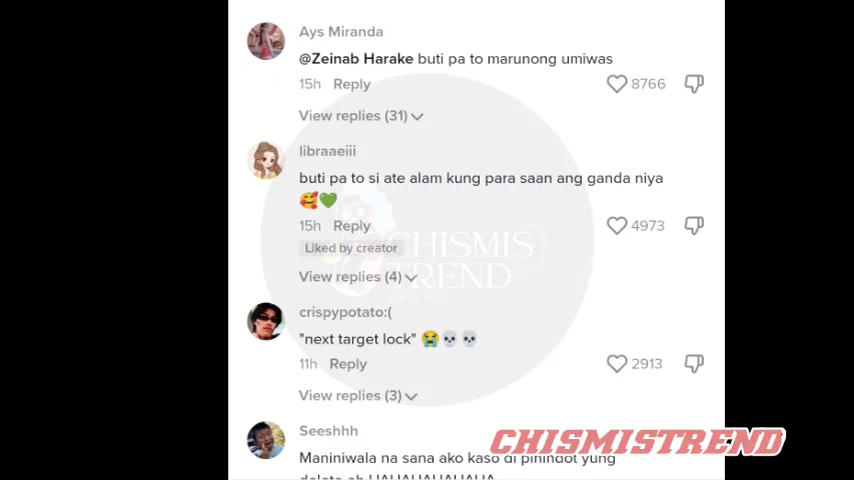 Ays Miranda
@Zeinab Harake buti pa to marunong umiwas
15h Reply 8766
View replies (31)
libraaeiii
buti pa to si ate alam kung para saan ang ganda niya
🥰💚
15h Reply 4973
Liked by creator
View replies (4)
CHISMIS
TREND
crispypotato:(
"next target lock" 😭💀💀
11h Reply 2913
View replies (3)
Seeshhh
CHISMISTREND
Maniniwala na sana ako kaso di pinindot yung
delete eh HAHAHAHAHAHA